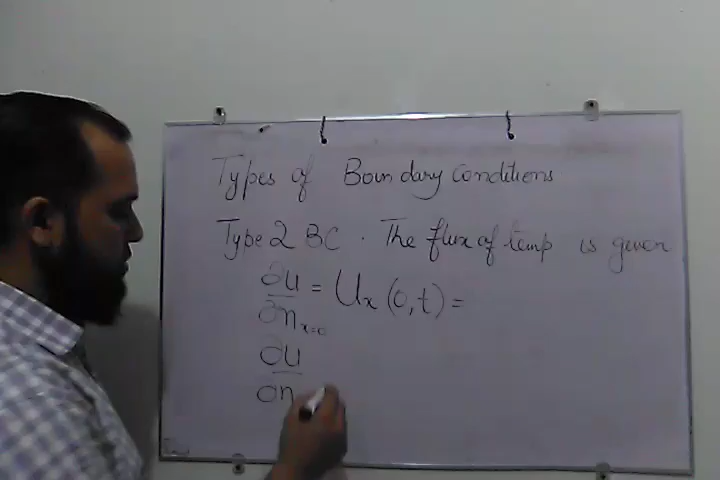 Types of Boundary Conditions
Type 2 BC . The flux of temp is given
∂u/∂n x=0 = Ux (0,t) =
∂u/∂n